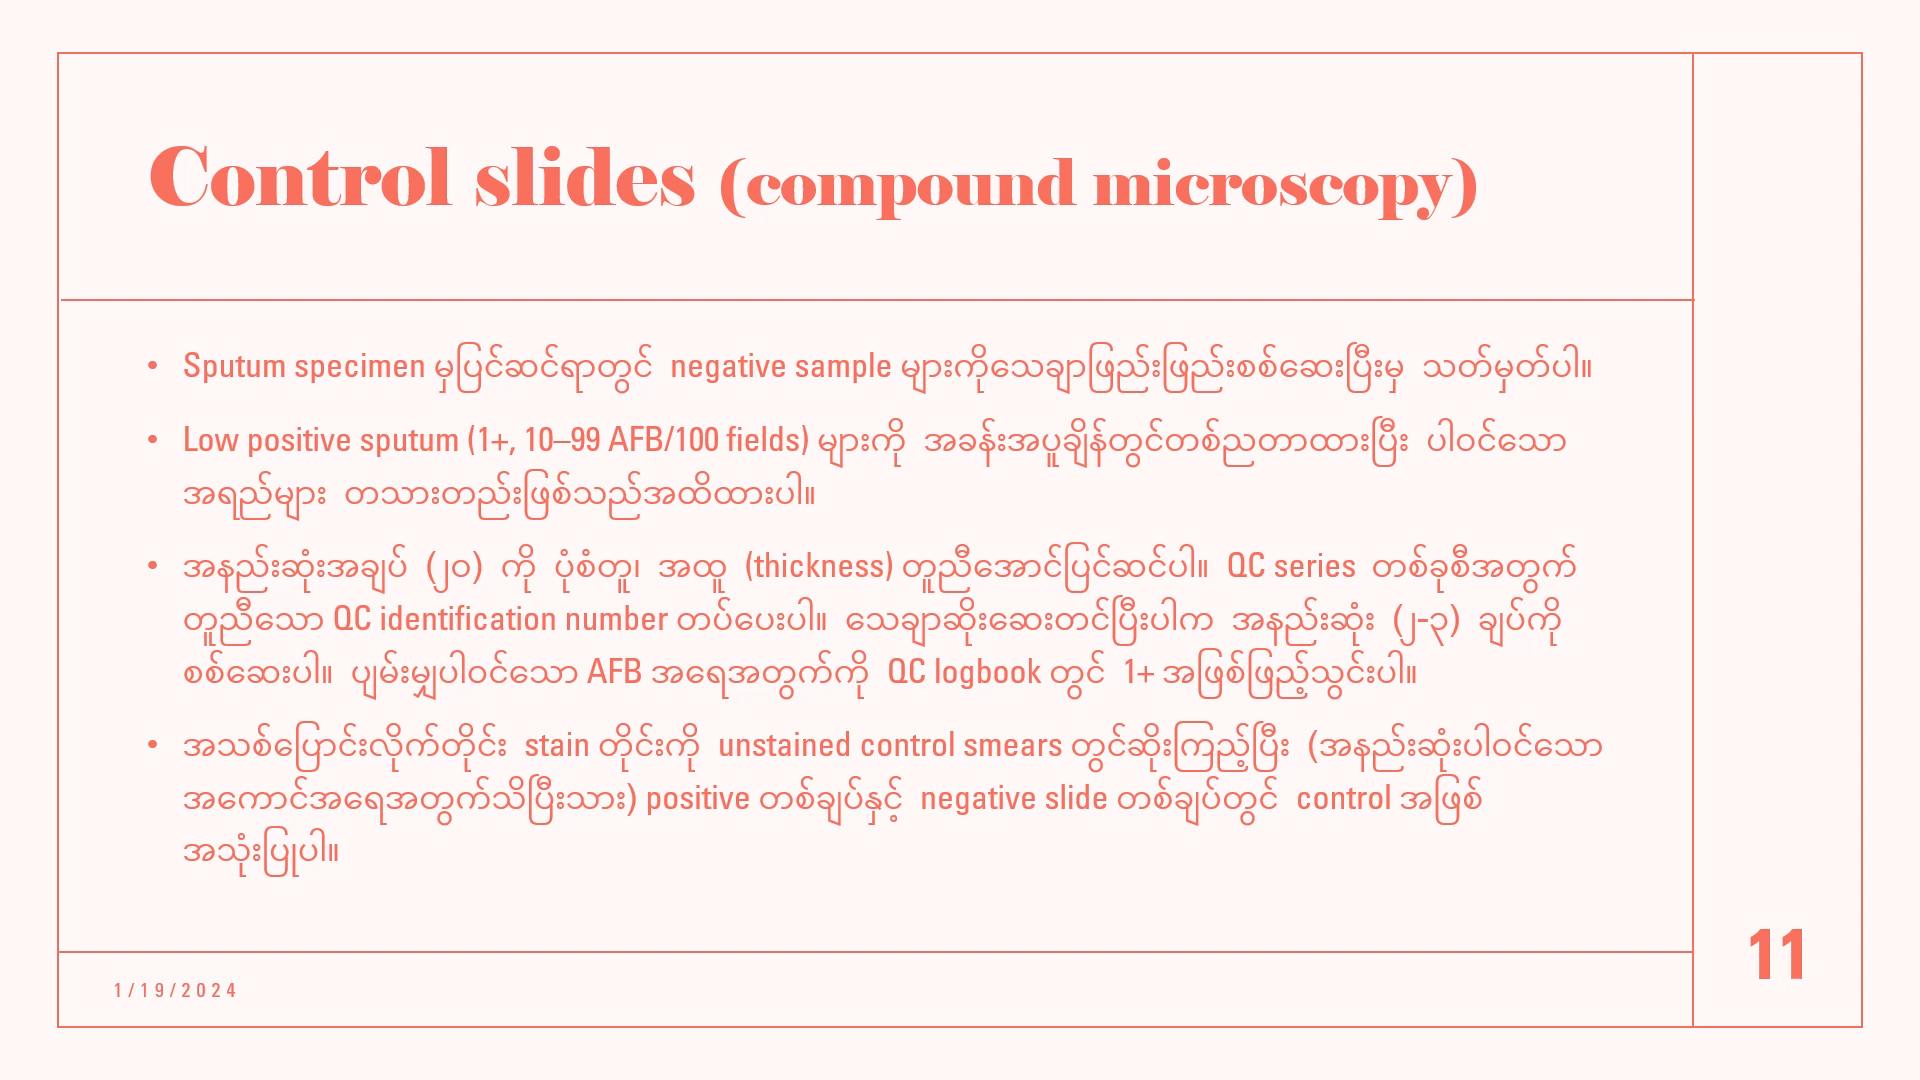 Control slides (compound microscopy)
• Sputum specimen မှပြင်ဆင်ရာတွင် negative sample များကိုသေချာဖြည်းဖြည်းစစ်ဆေးပြီးမှ သတ်မှတ်ပါ။
• Low positive sputum (1+, 10–99 AFB/100 fields) များကို အခန်းအပူချိန်တွင်တစ်ညတာထားပြီး ပါဝင်သော
အရည်များ တသားတည်းဖြစ်သည်အထိထားပါ။
• အနည်းဆုံးအချပ် (၂၀) ကို ပုံစံတူ၊ အထူ (thickness) တူညီအောင်ပြင်ဆင်ပါ။ QC series တစ်ခုစီအတွက်
တူညီသော QC identification number တပ်ပေးပါ။ သေချာဆိုးဆေးတင်ပြီးပါက အနည်းဆုံး (၂-၃) ချပ်ကို
စစ်ဆေးပါ။ ပျမ်းမျှပါဝင်သော AFB အရေအတွက်ကို QC logbook တွင် 1+ အဖြစ်ဖြည့်သွင်းပါ။
• အသစ်ပြောင်းလိုက်တိုင်း stain တိုင်းကို unstained control smears တွင်ဆိုးကြည့်ပြီး (အနည်းဆုံးပါဝင်သော
အကောင်အရေအတွက်သိပြီးသား) positive တစ်ချပ်နှင့် negative slide တစ်ချပ်တွင် control အဖြစ်
အသုံးပြုပါ။
11
1/19/2024